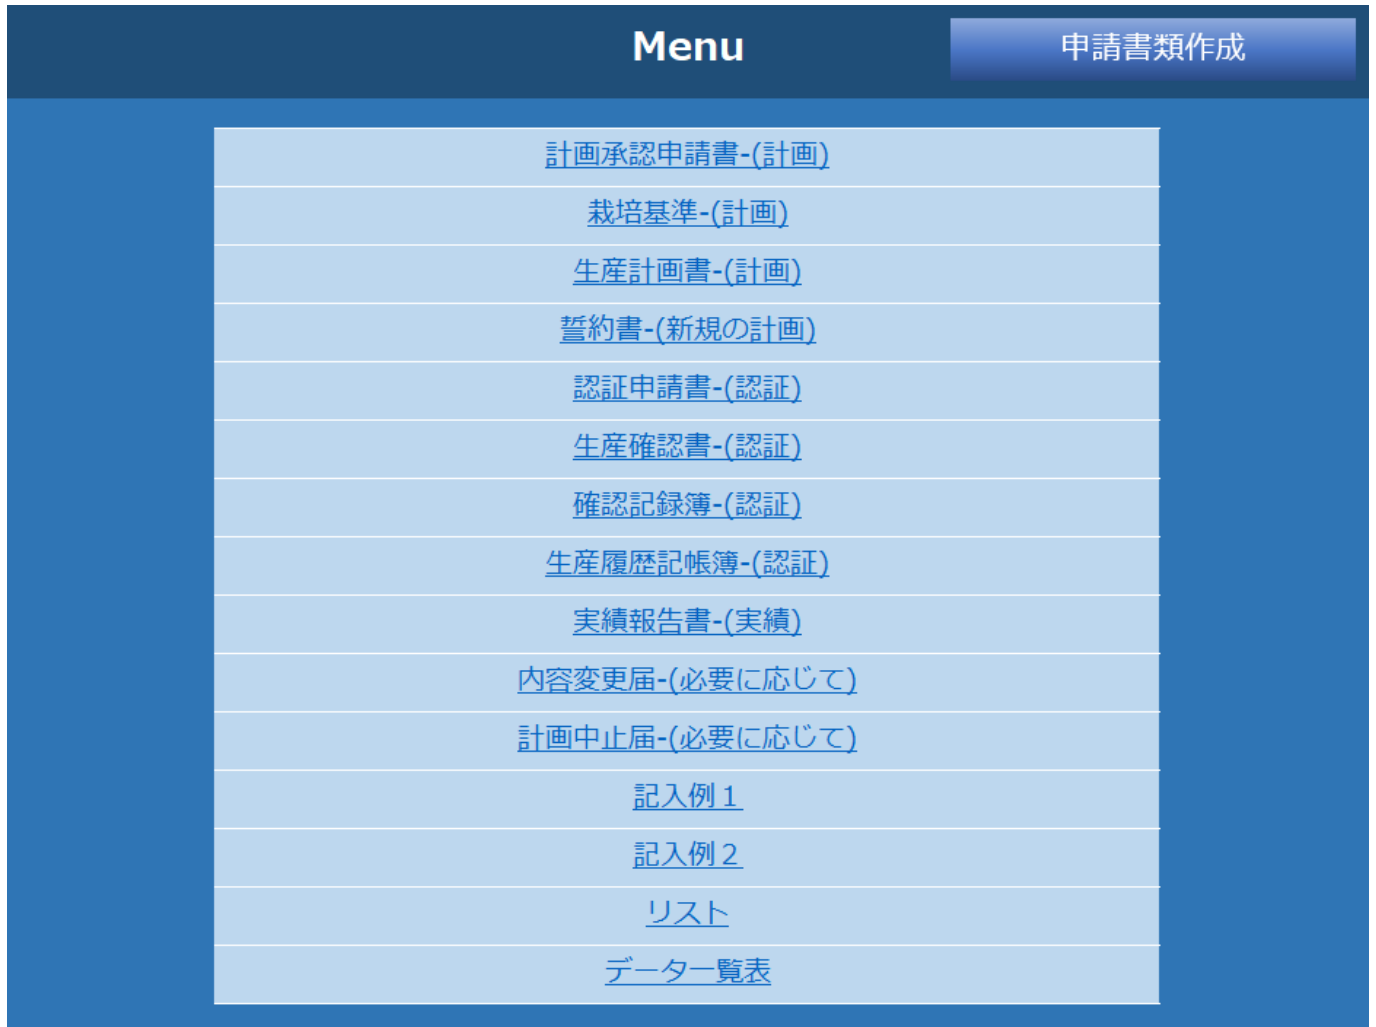 Menu
申請書類作成
計画承認申請書-(計画)
栽培基準-(計画)
生産計画書-(計画)
誓約書-(新規の計画)
認証申請書-(認証)
生産確認書-(認証)
確認記録簿-(認証)
生産履歴記帳簿-(認証)
実績報告書-(実績)
内容変更届-(必要に応じて)
計画中止届-(必要に応じて)
記入例１
記入例２
リスト
データ一覧表